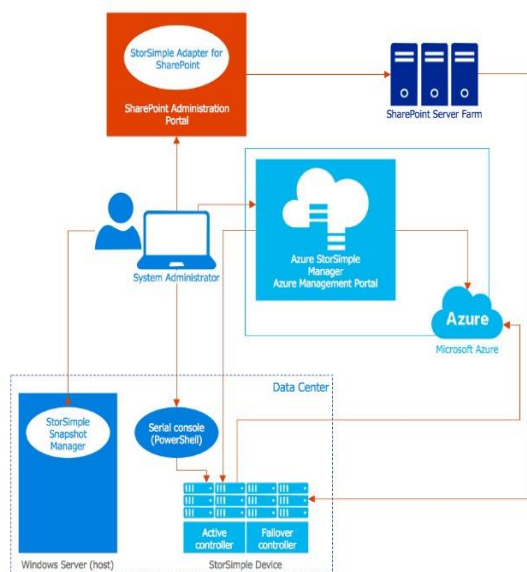 StorSimple Adapter for
SharePoint
SharePoint Administration
Portal
SharePoint Server Farm
System Administrator
Azure StorSimple
Manager
Azure Management Portal
Azure
Microsoft Azure
Data Center
StorSimple
Snapshot
Manager
Serial console
(PowerShell)
Active
controller
Failover
controller
Windows Server (host)
StorSimple Device